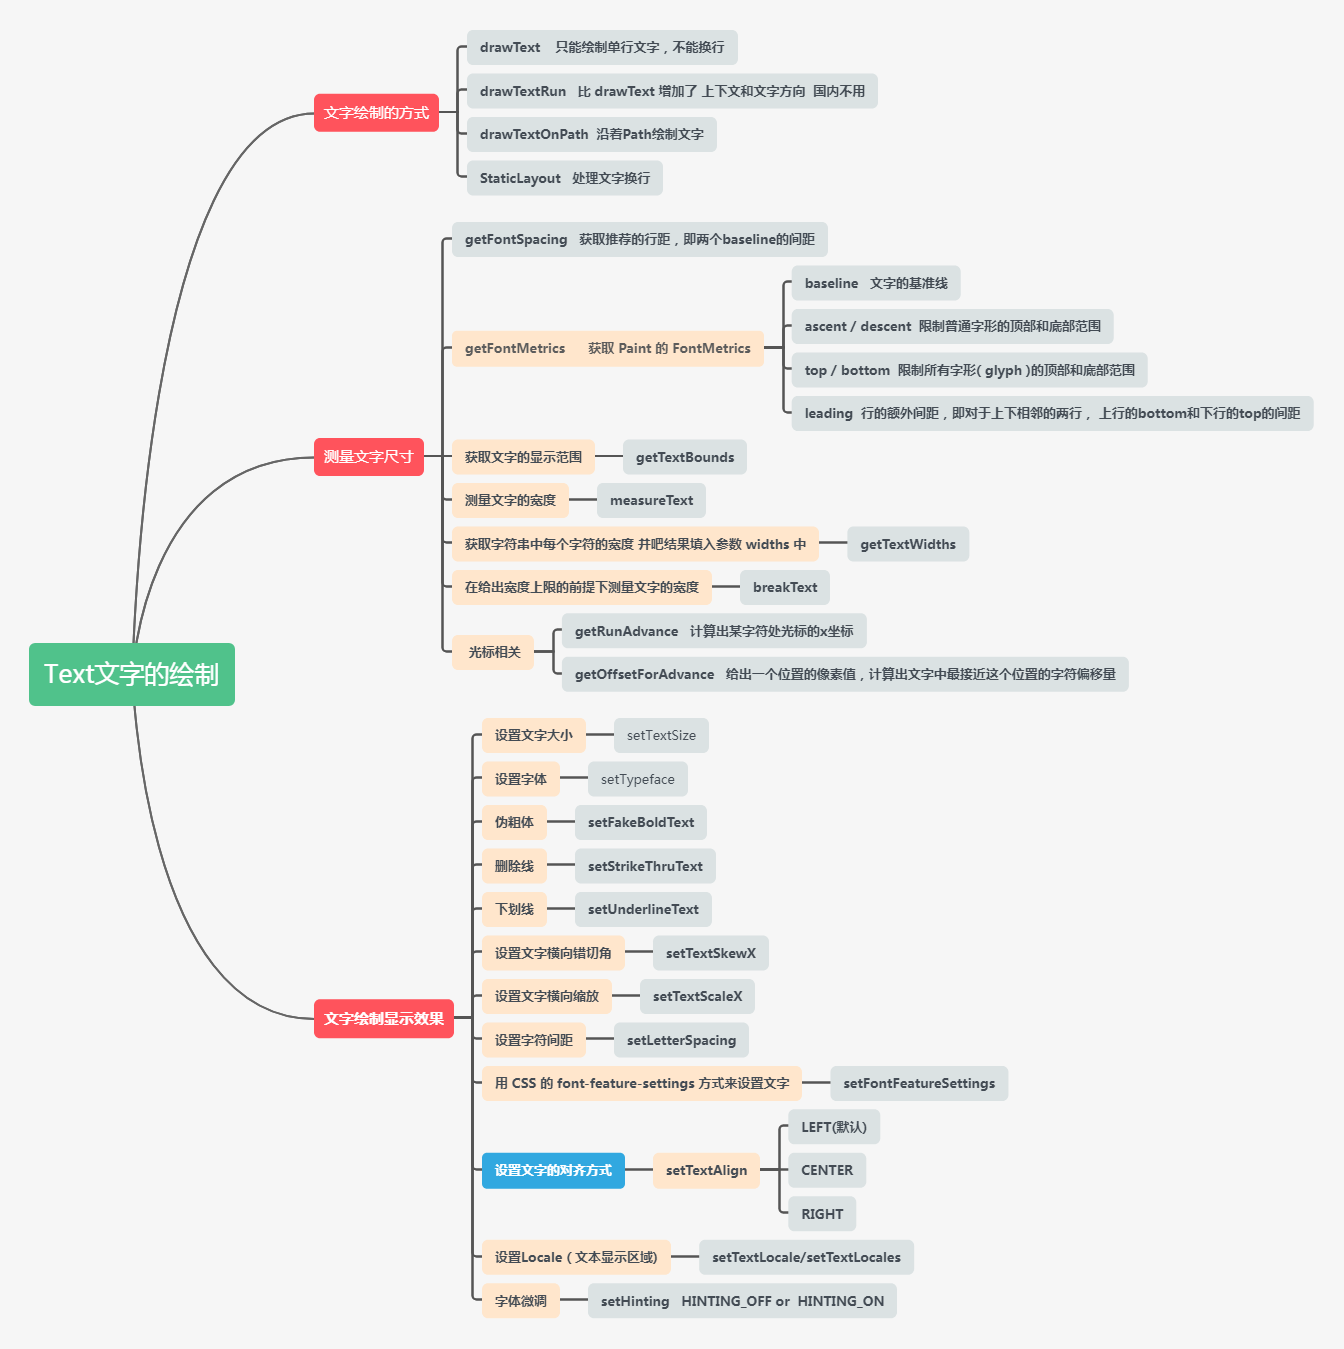 Text文字的绘制
文字绘制的方式
drawText 只能绘制单行文字，不能换行
drawTextRun 比 drawText 增加了 上下文和文字方向 国内不用
drawTextOnPath 沿着Path绘制文字
StaticLayout 处理文字换行
测量文字尺寸
getFontSpacing 获取推荐的行距，即两个baseline的间距
getFontMetrics 获取 Paint 的 FontMetrics
baseline 文字的基准线
ascent / descent 限制普通字形的顶部和底部范围
top / bottom 限制所有字形( glyph )的顶部和底部范围
leading 行的额外间距，即对于上下相邻的两行， 上行的bottom和下行的top的间距
获取文字的显示范围
getTextBounds
测量文字的宽度
measureText
获取字符串中每个字符的宽度 并吧结果填入参数 widths 中
getTextWidths
在给出宽度上限的前提下测量文字的宽度
breakText
光标相关
getRunAdvance 计算出某字符处光标的x坐标
getOffsetForAdvance 给出一个位置的像素值，计算出文字中最接近这个位置的字符偏移量
文字绘制显示效果
设置文字大小
setTextSize
设置字体
setTypeface
伪粗体
setFakeBoldText
删除线
setStrikeThruText
下划线
setUnderlineText
设置文字横向错切角
setTextSkewX
设置文字横向缩放
setTextScaleX
设置字符间距
setLetterSpacing
用 CSS 的 font-feature-settings 方式来设置文字
setFontFeatureSettings
设置文字的对齐方式
setTextAlign
LEFT(默认)
CENTER
RIGHT
设置Locale ( 文本显示区域)
setTextLocale/setTextLocales
字体微调
setHinting HINTING_OFF or HINTING_ON